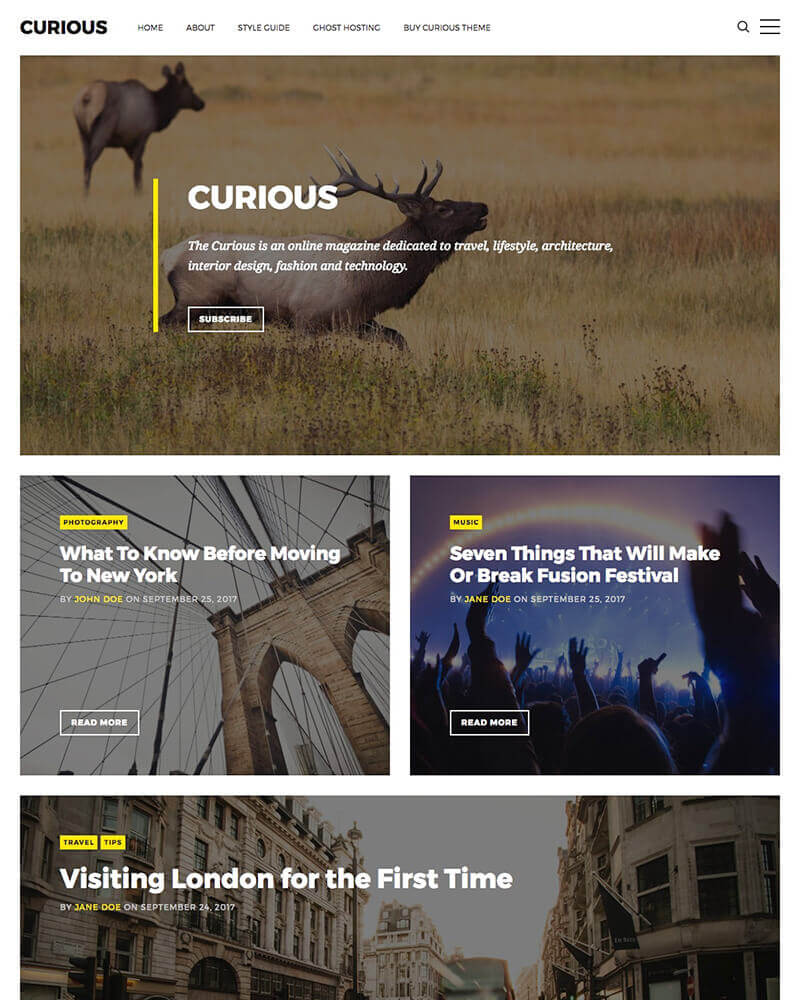 CURIOUS
HOME ABOUT STYLE GUIDE GHOST HOSTING BUY CURIOUS THEME
CURIOUS
The Curious is an online magazine dedicated to travel, lifestyle, architecture,
interior design, fashion and technology.
SUBSCRIBE
PHOTOGRAPHY
What To Know Before Moving
To New York
BY JOHN DOE ON SEPTEMBER 25, 2017
READ MORE
MUSIC
Seven Things That Will Make
Or Break Fusion Festival
BY JANE DOE ON SEPTEMBER 25, 2017
READ MORE
TRAVEL TIPS
Visiting London for the First Time
BY JANE DOE ON SEPTEMBER 24, 2017